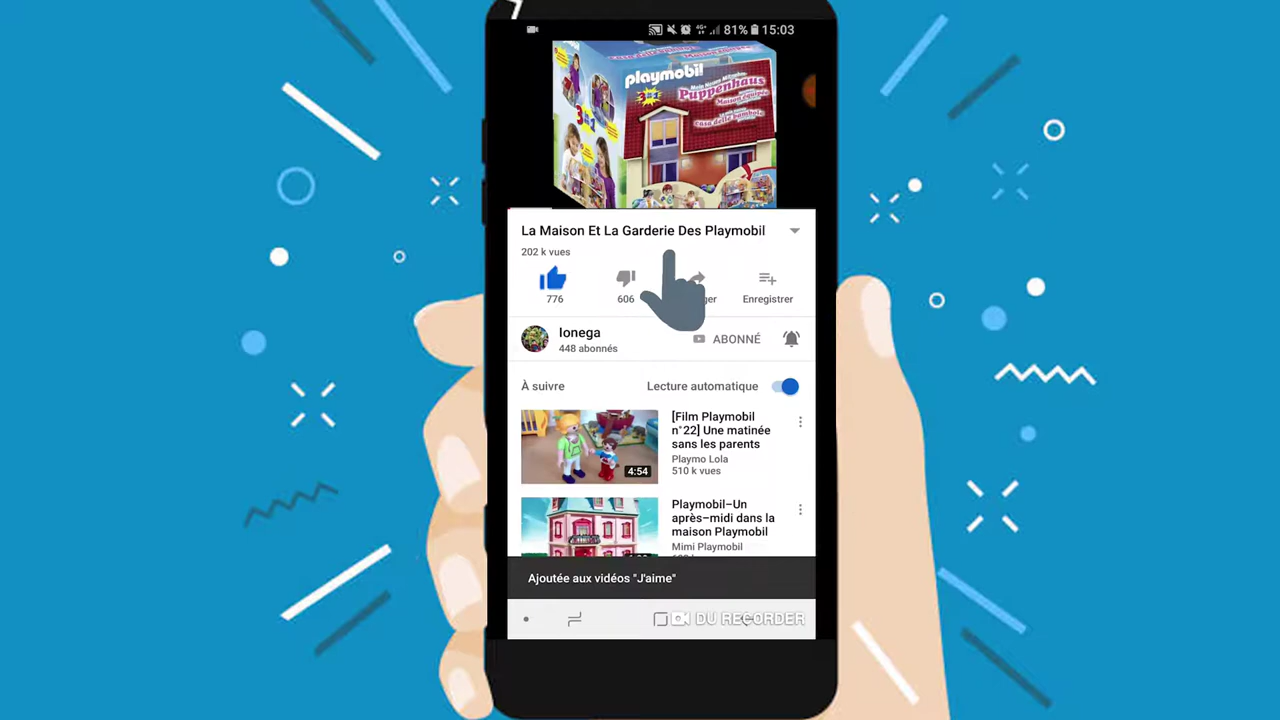 81% 15:03
playmobil
Puppenhaus
3in1
La Maison Et La Garderie Des Playmobil
202 k vues
776
606
ger
Enregistrer
Ionega
448 abonnés
ABONNÉ
À suivre
Lecture automatique
[Film Playmobil
n°22] Une matinée
sans les parents
Playmo Lola
510 k vues
4:54
Playmobil-Un
après-midi dans la
maison Playmobil
Mimi Playmobil
Ajoutée aux vidéos "J'aime"
DU RECORDER